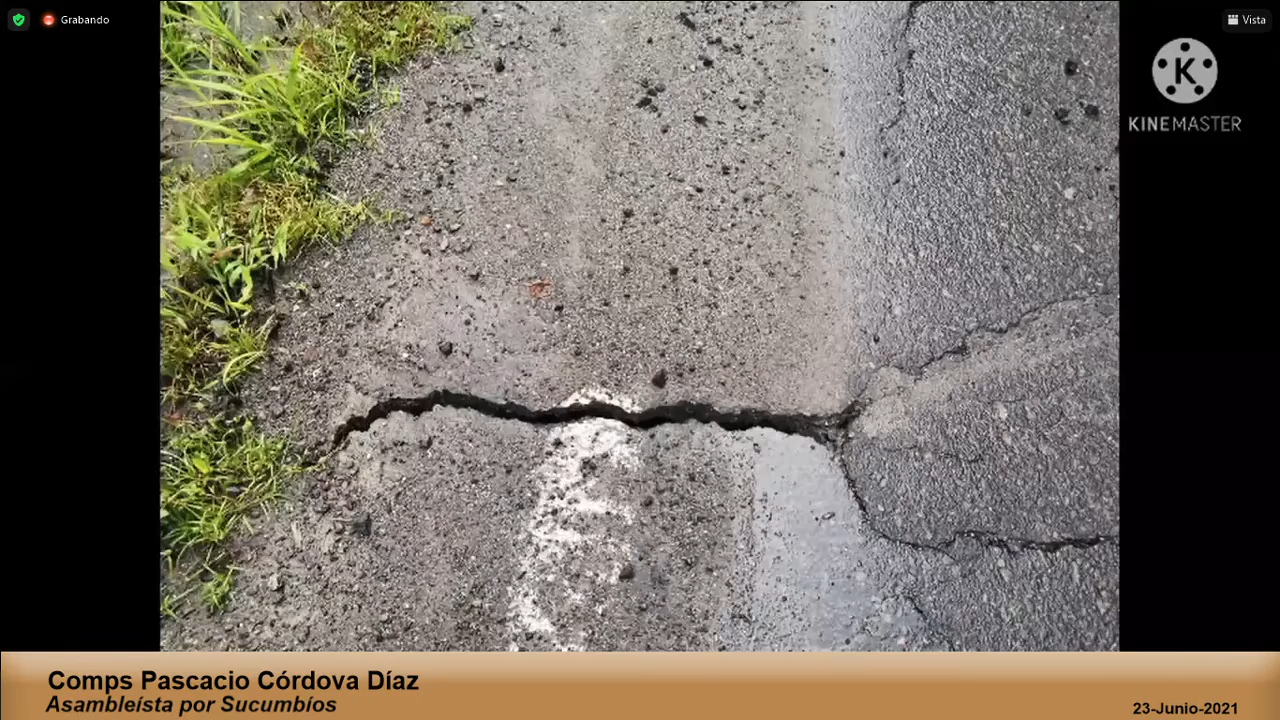 Grabando
Vista
K
KINEMASTER
Comps Pascacio Córdova Díaz
Asambleísta por Sucumbíos
23-Junio-2021